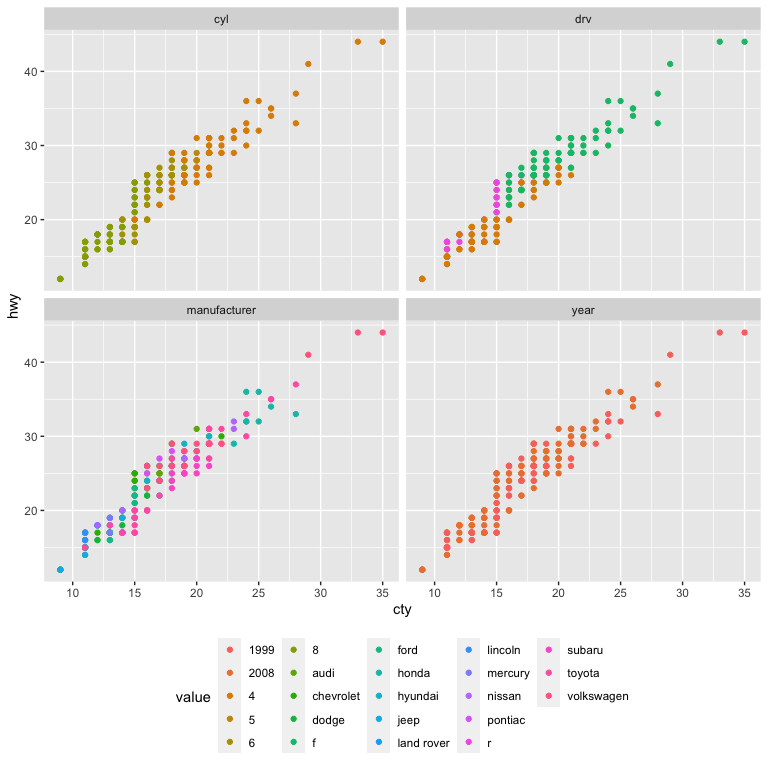 cyl drv
40
30
20
manufacturer year
40
30
20
10 15 20 25 30 35 10 15 20 25 30 35
hwy
cty
value
1999 8 ford lincoln subaru
2008 audi honda mercury toyota
4 chevrolet hyundai nissan volkswagen
5 dodge jeep pontiac
6 f land rover r